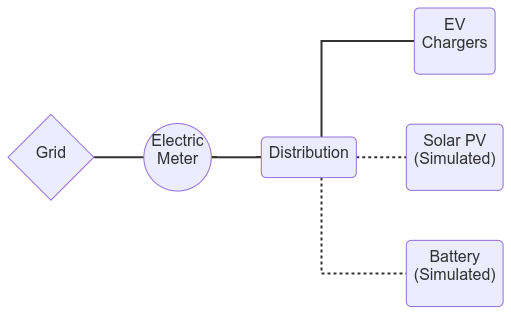 Grid
Electric
Meter
Distribution
EV
Chargers
Solar PV
(Simulated)
Battery
(Simulated)